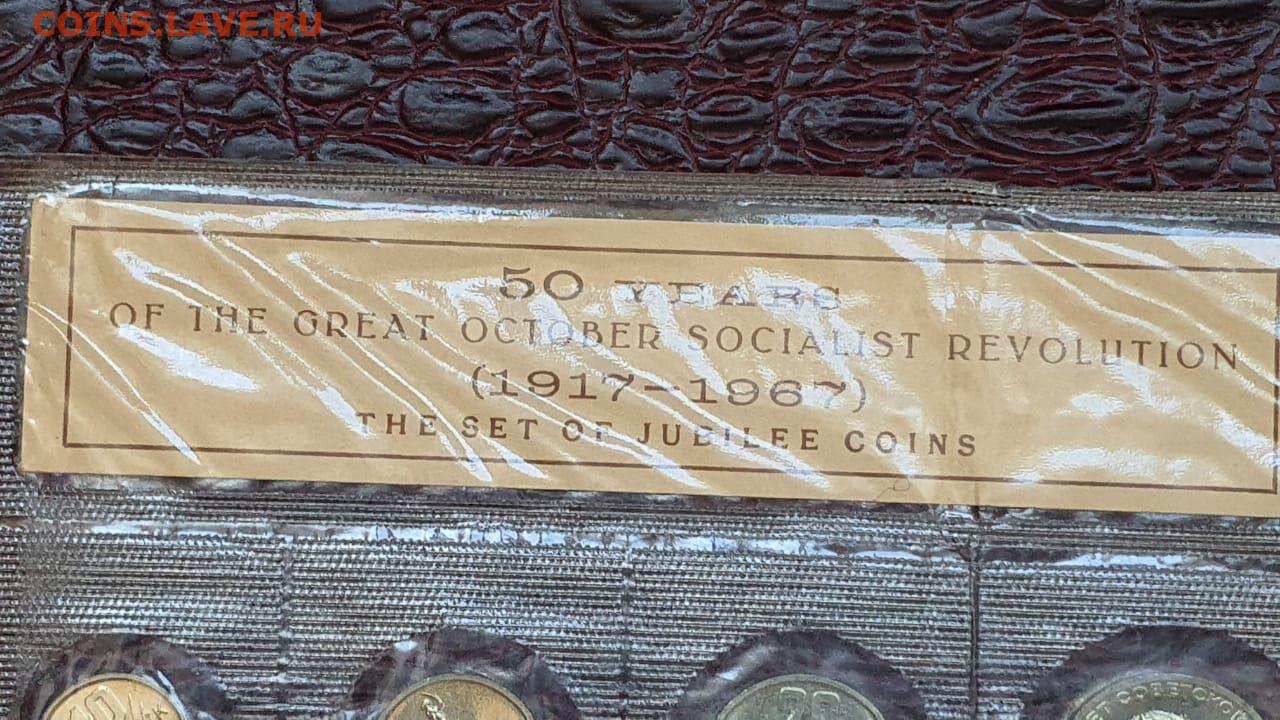 COINS.LAVE.RU
50 YEARS
OF THE GREAT OCTOBER SOCIALIST REVOLUTION
(1917—1967)
THE SET OF JUBILEE COINS